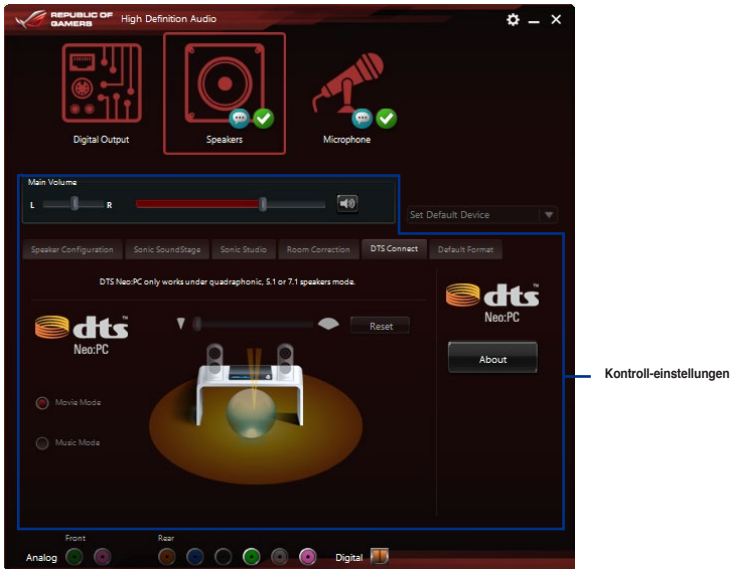 REPUBLIC OF
GAMERS
High Definition Audio
Digital Output
Speakers
Microphone
Main Volume
L
R
Set Default Device
Speaker Configuration
Sonic SoundStage
Sonic Studio
Room Correction
DTS Connect
Default Format
DTS Neo:PC only works under quadraphonic, 5.1 or 7.1 speakers mode.
dts™
Neo:PC
Reset
Movie Mode
Music Mode
dts™
Neo:PC
About
Kontroll-einstellungen
Front
Rear
Analog
Digital